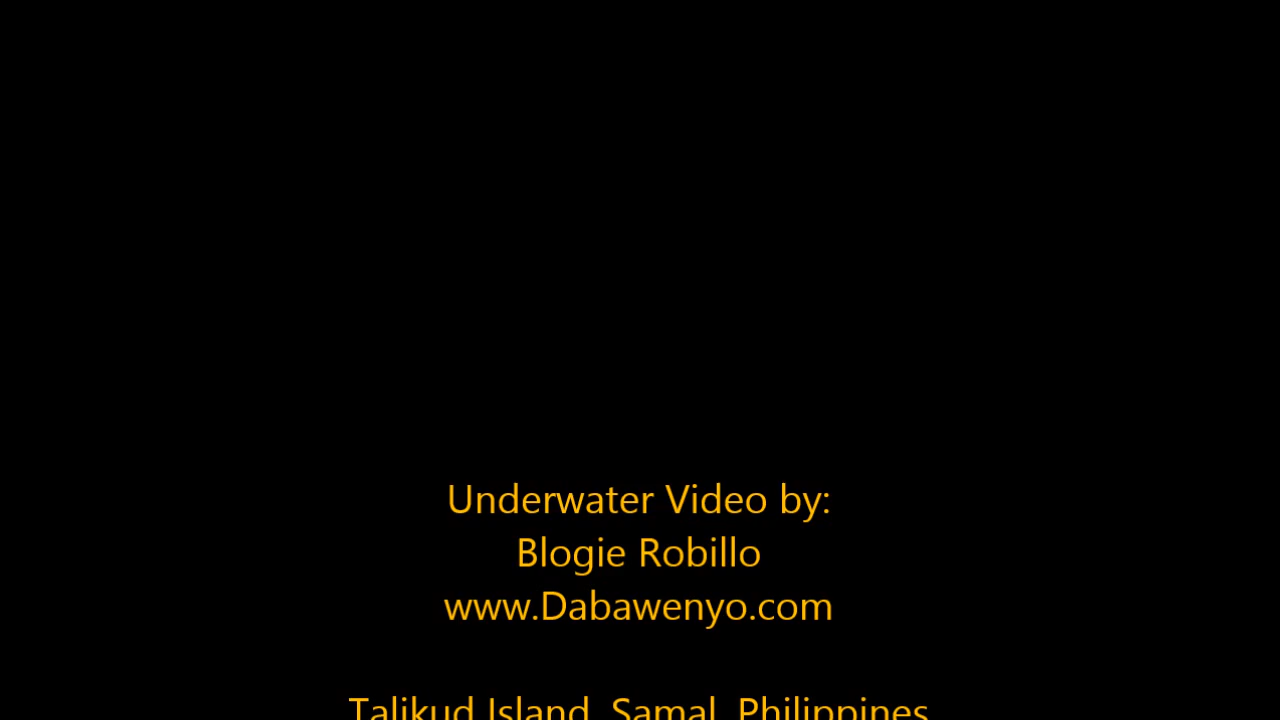 Underwater Video by:
Blogie Robillo
www.Dabawenyo.com
Talikud Island, Samal, Philippines